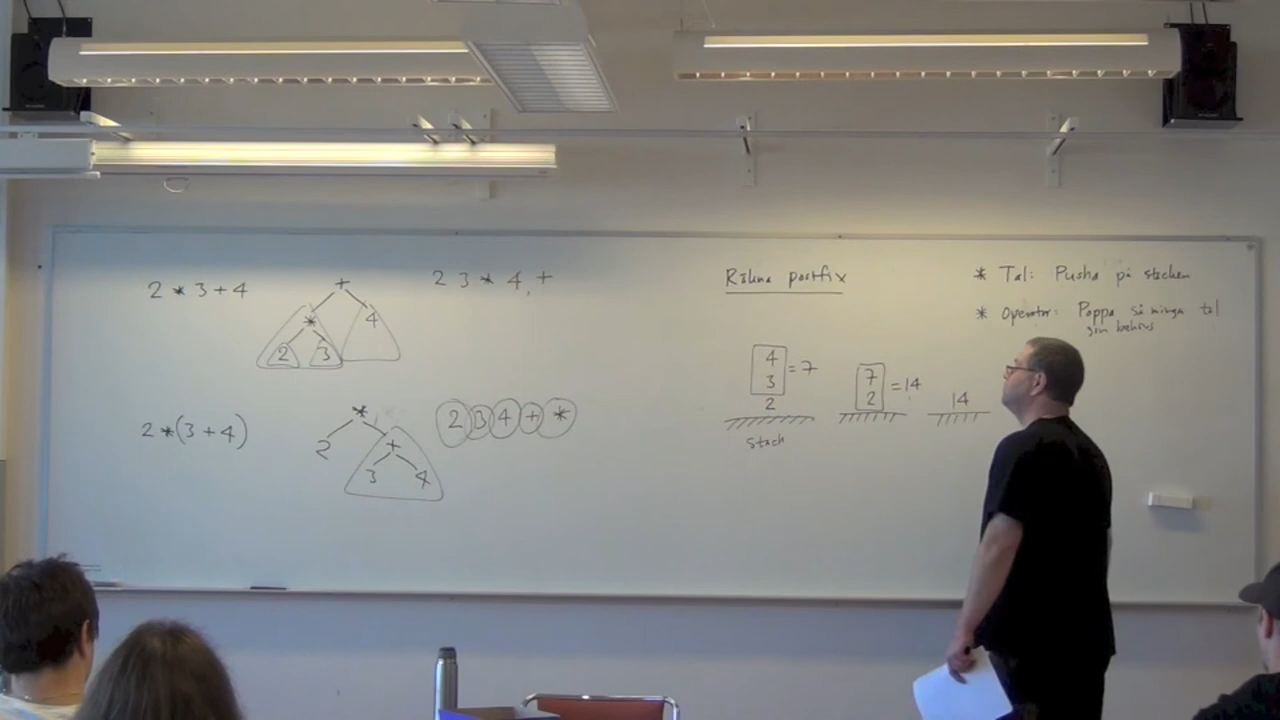 2 * 3 + 4
+
*
4
2 3
2 3 * 4 , +
2 * (3 + 4)
*
2
+
3 4
2 3 4 + *
Räkna postfix
4
3
= 7
2
stack
7
2
= 14
14
* Tal: Pusha på stacken
* Operator: Poppa så många tal
som behövs